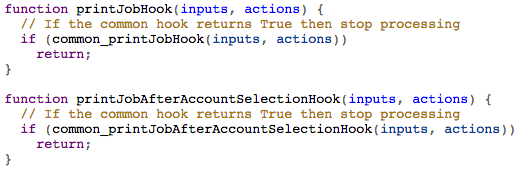 function printJobHook(inputs, actions) {
  // If the common hook returns True then stop processing
  if (common_printJobHook(inputs, actions))
    return;
}

function printJobAfterAccountSelectionHook(inputs, actions) {
  // If the common hook returns True then stop processing
  if (common_printJobAfterAccountSelectionHook(inputs, actions))
    return;
}